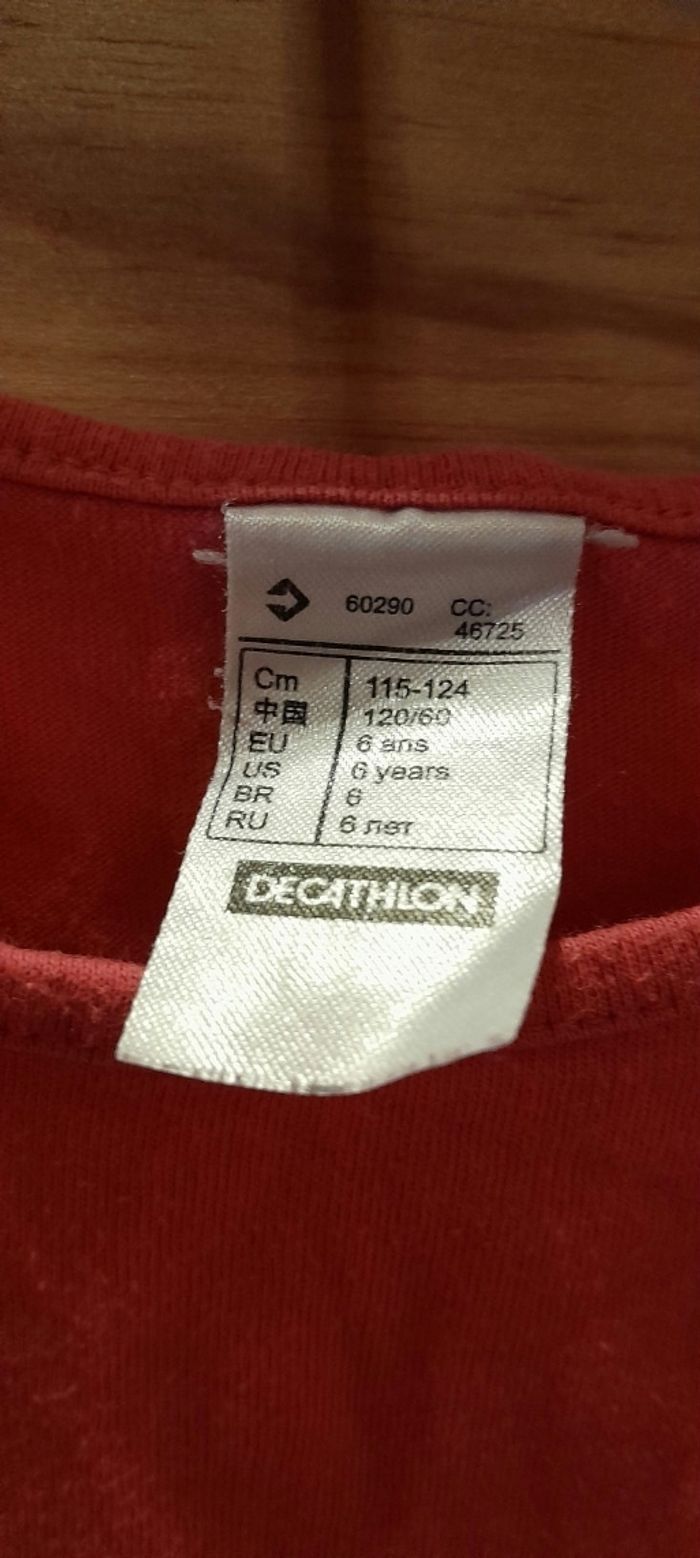 60290 CC:
46725
Cm 115-124
中国 120/60
EU 6 ans
US 6 years
BR 6
RU 6 лет
DECATHLON